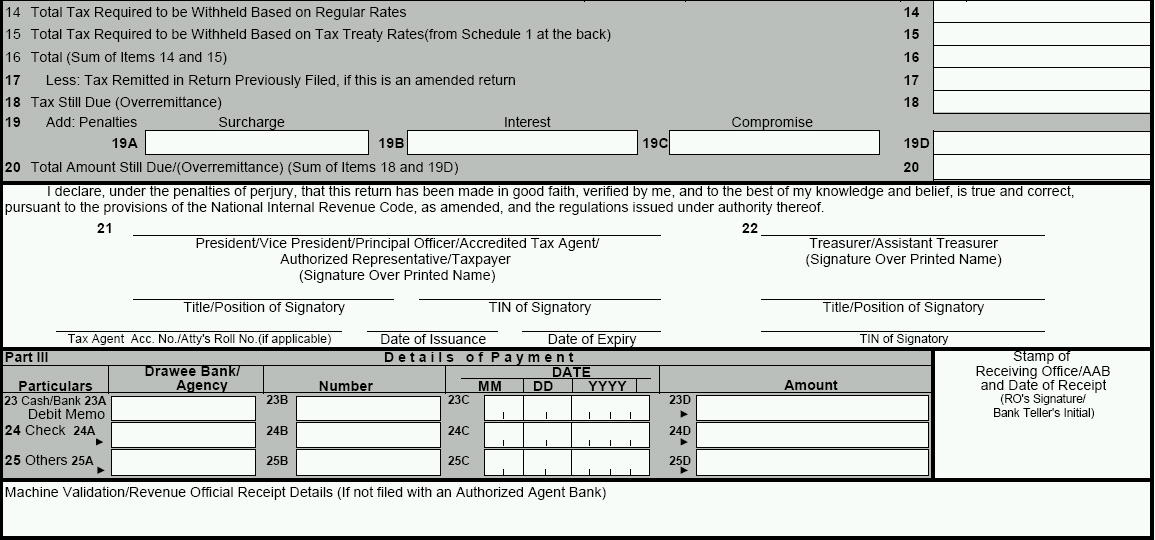 14 Total Tax Required to be Withheld Based on Regular Rates 14
15 Total Tax Required to be Withheld Based on Tax Treaty Rates(from Schedule 1 at the back) 15
16 Total (Sum of Items 14 and 15) 16
17 Less: Tax Remitted in Return Previously Filed, if this is an amended return 17
18 Tax Still Due (Overremittance) 18
19 Add: Penalties Surcharge Interest Compromise
19A 19B 19C 19D
20 Total Amount Still Due/(Overremittance) (Sum of Items 18 and 19D) 20
I declare, under the penalties of perjury, that this return has been made in good faith, verified by me, and to the best of my knowledge and belief, is true and correct,
pursuant to the provisions of the National Internal Revenue Code, as amended, and the regulations issued under authority thereof.
21 22
President/Vice President/Principal Officer/Accredited Tax Agent/ Treasurer/Assistant Treasurer
Authorized Representative/Taxpayer (Signature Over Printed Name)
(Signature Over Printed Name)
Title/Position of Signatory TIN of Signatory Title/Position of Signatory
Tax Agent Acc. No./Atty's Roll No.(if applicable) Date of Issuance Date of Expiry TIN of Signatory
Part III Details of Payment
Particulars
Drawee Bank/
Agency
Number
DATE
MM DD YYYY
Amount
Stamp of
Receiving Office/AAB
and Date of Receipt
(RO's Signature/
Bank Teller's Initial)
23 Cash/Bank 23A 23B 23C 23D
Debit Memo
24 Check 24A 24B 24C 24D
25 Others 25A 25B 25C 25D
Machine Validation/Revenue Official Receipt Details (If not filed with an Authorized Agent Bank)